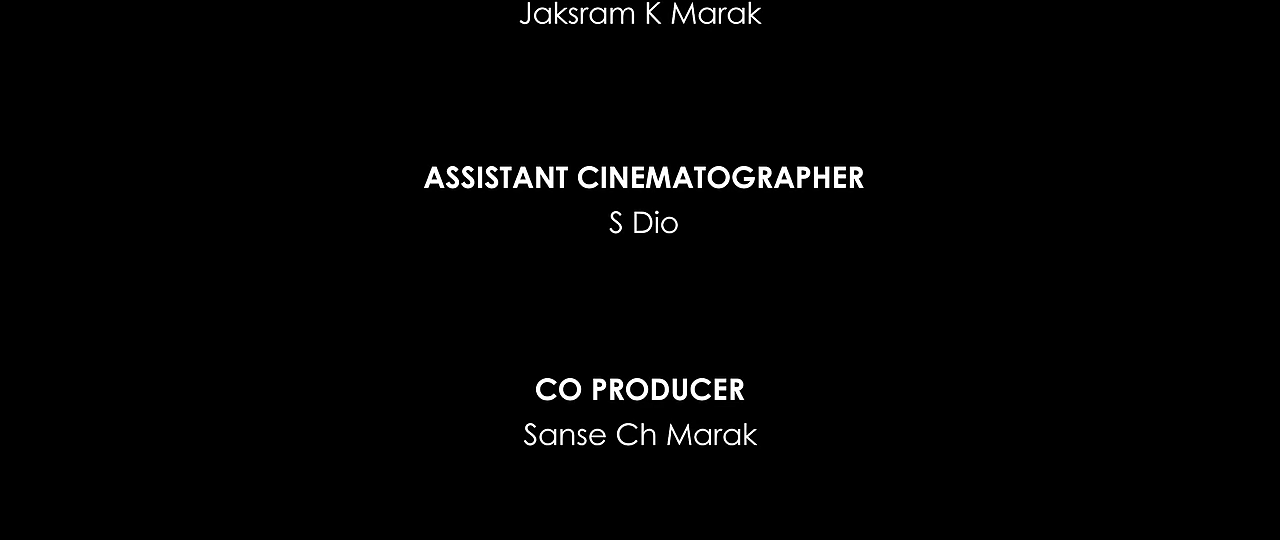 Jaksram K Marak
ASSISTANT CINEMATOGRAPHER
S Dio
CO PRODUCER
Sanse Ch Marak